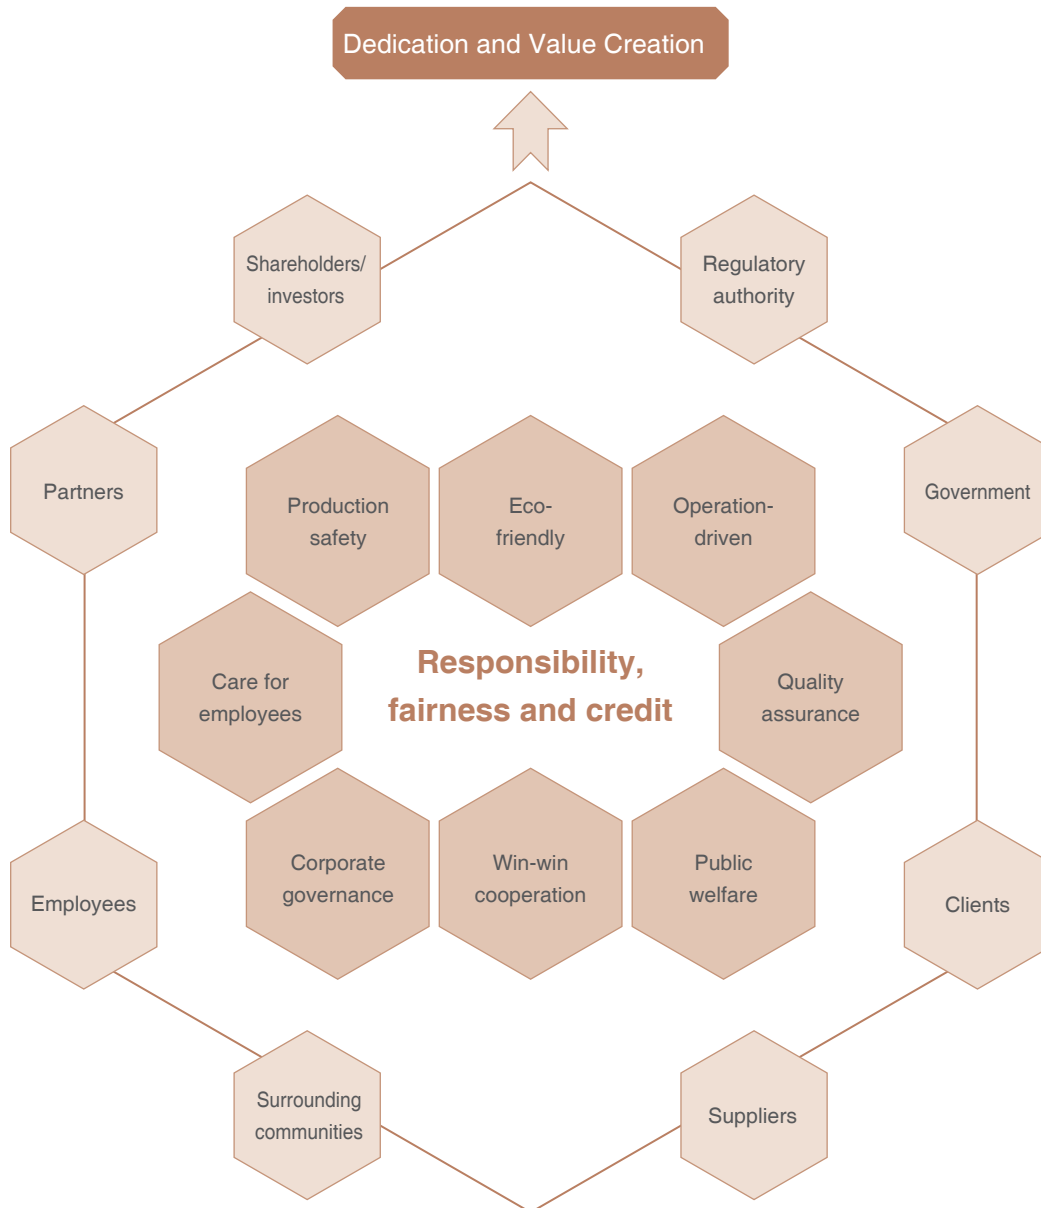 Dedication and Value Creation
Shareholders/
investors
Regulatory
authority
Partners
Government
Production
safety
Eco-
friendly
Operation-
driven
Care for
employees
Responsibility,
fairness and credit
Quality
assurance
Corporate
governance
Win-win
cooperation
Public
welfare
Employees
Clients
Surrounding
communities
Suppliers